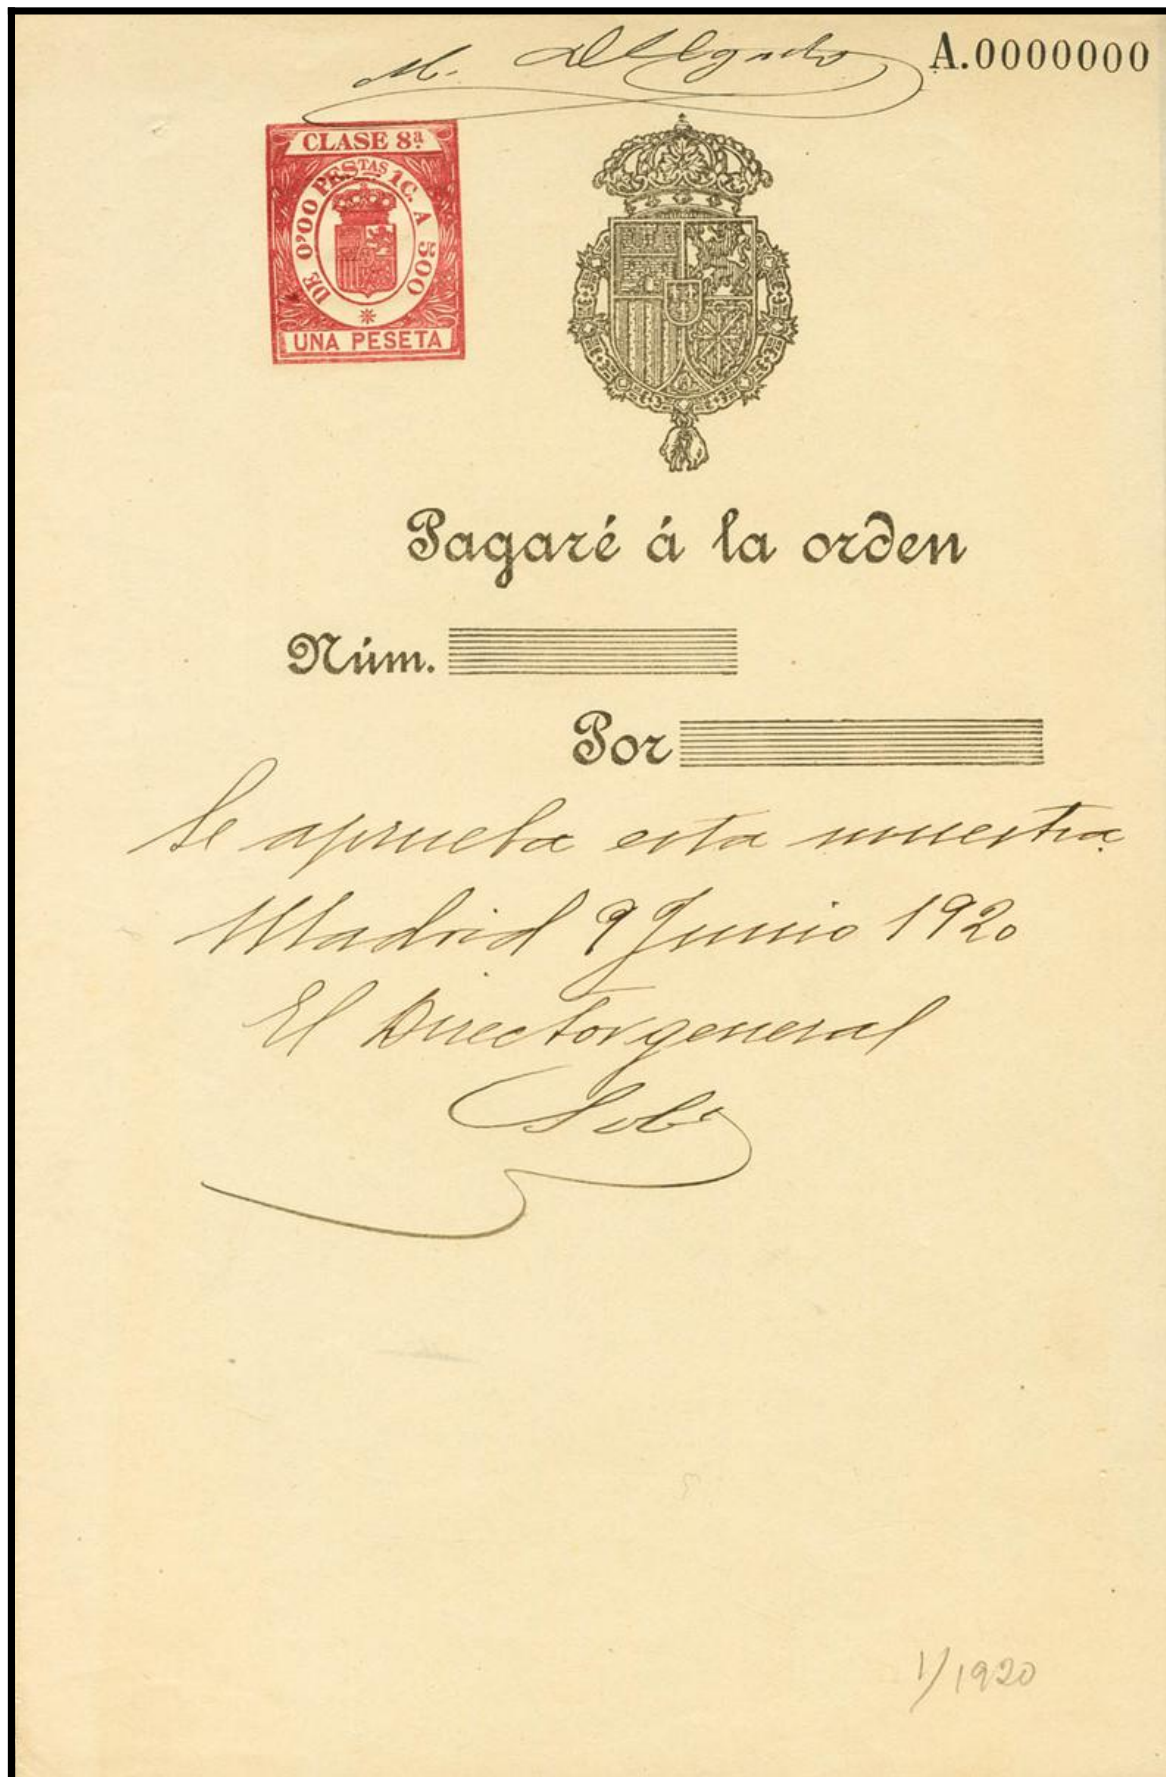 M. Delgado
A.0000000
CLASE 8ª
DE 0'00 PESTAS 1C. A 500
UNA PESETA
Pagaré á la orden
Núm.
Por
Se aprueba esta muestra
Madrid 9 Junio 1920
El Director general
1/1920